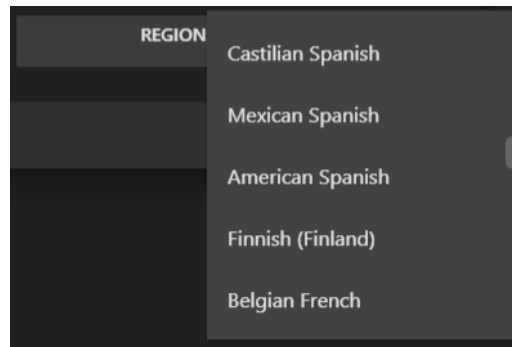 REGION
Castilian Spanish
Mexican Spanish
American Spanish
Finnish (Finland)
Belgian French